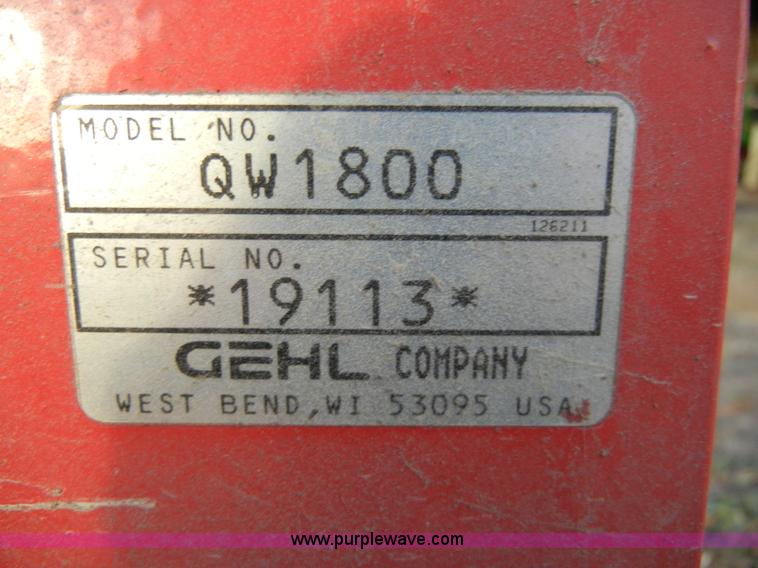 MODEL NO.
QW1800
126211
SERIAL NO.
*19113*
GEHL COMPANY
WEST BEND, WI 53095 USA
www.purplewave.com